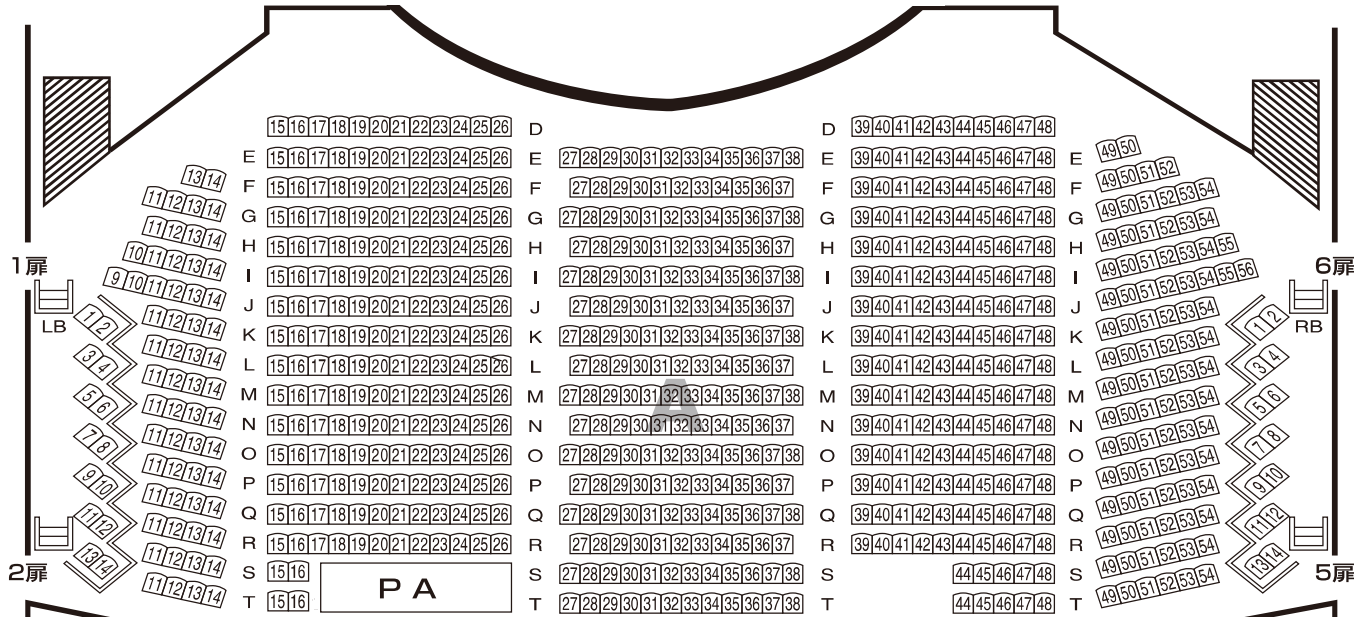 15 16 17 18 19 20 21 22 23 24 25 26 D D 39 40 41 42 43 44 45 46 47 48
E 15 16 17 18 19 20 21 22 23 24 25 26 E 27 28 29 30 31 32 33 34 35 36 37 38 E 39 40 41 42 43 44 45 46 47 48 E 49 50
13 14 F 15 16 17 18 19 20 21 22 23 24 25 26 F 27 28 29 30 31 32 33 34 35 36 37 F 39 40 41 42 43 44 45 46 47 48 F 49 50 51 52
11 12 13 14 G 15 16 17 18 19 20 21 22 23 24 25 26 G 27 28 29 30 31 32 33 34 35 36 37 38 G 39 40 41 42 43 44 45 46 47 48 G 49 50 51 52 53 54
11 12 13 14 H 15 16 17 18 19 20 21 22 23 24 25 26 H 27 28 29 30 31 32 33 34 35 36 37 H 39 40 41 42 43 44 45 46 47 48 H 49 50 51 52 53 54
10 11 12 13 14 I 15 16 17 18 19 20 21 22 23 24 25 26 I 27 28 29 30 31 32 33 34 35 36 37 38 I 39 40 41 42 43 44 45 46 47 48 I 49 50 51 52 53 54 55
9 10 11 12 13 14 J 15 16 17 18 19 20 21 22 23 24 25 26 J 27 28 29 30 31 32 33 34 35 36 37 J 39 40 41 42 43 44 45 46 47 48 J 49 50 51 52 53 54 55 56
11 12 13 14 K 15 16 17 18 19 20 21 22 23 24 25 26 K 27 28 29 30 31 32 33 34 35 36 37 38 K 39 40 41 42 43 44 45 46 47 48 K 49 50 51 52 53 54
11 12 13 14 L 15 16 17 18 19 20 21 22 23 24 25 26 L 27 28 29 30 31 32 33 34 35 36 37 L 39 40 41 42 43 44 45 46 47 48 L 49 50 51 52 53 54
11 12 13 14 M 15 16 17 18 19 20 21 22 23 24 25 26 M 27 28 29 30 31 32 33 34 35 36 37 38 M 39 40 41 42 43 44 45 46 47 48 M 49 50 51 52 53 54
A
11 12 13 14 N 15 16 17 18 19 20 21 22 23 24 25 26 N 27 28 29 30 31 32 33 34 35 36 37 N 39 40 41 42 43 44 45 46 47 48 N 49 50 51 52 53 54
11 12 13 14 O 15 16 17 18 19 20 21 22 23 24 25 26 O 27 28 29 30 31 32 33 34 35 36 37 38 O 39 40 41 42 43 44 45 46 47 48 O 49 50 51 52 53 54
11 12 13 14 P 15 16 17 18 19 20 21 22 23 24 25 26 P 27 28 29 30 31 32 33 34 35 36 37 P 39 40 41 42 43 44 45 46 47 48 P 49 50 51 52 53 54
11 12 13 14 Q 15 16 17 18 19 20 21 22 23 24 25 26 Q 27 28 29 30 31 32 33 34 35 36 37 38 Q 39 40 41 42 43 44 45 46 47 48 Q 49 50 51 52 53 54
11 12 13 14 R 15 16 17 18 19 20 21 22 23 24 25 26 R 27 28 29 30 31 32 33 34 35 36 37 R 39 40 41 42 43 44 45 46 47 48 R 49 50 51 52 53 54
11 12 13 14 S 15 16 S 27 28 29 30 31 32 33 34 35 36 37 38 S 44 45 46 47 48 S 49 50 51 52 53 54
PA
11 12 13 14 T 15 16 T 27 28 29 30 31 32 33 34 35 36 37 38 T 44 45 46 47 48 T 49 50 51 52 53 54
1扉
LB
1 2
3 4
5 6
7 8
9 10
11 12
13 14
2扉
6扉
RB
1 2
3 4
5 6
7 8
9 10
11 12
13 14
5扉